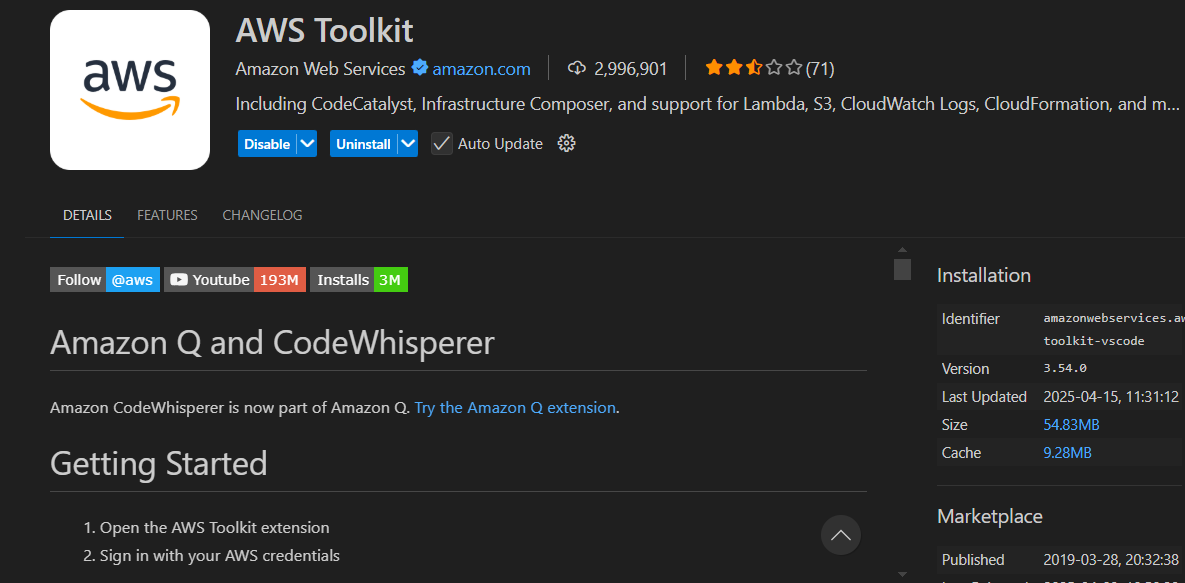 aws
AWS Toolkit
Amazon Web Services amazon.com 2,996,901 (71)
Including CodeCatalyst, Infrastructure Composer, and support for Lambda, S3, CloudWatch Logs, CloudFormation, and m...
Disable Uninstall Auto Update
DETAILS FEATURES CHANGELOG
Follow @aws Youtube 193M Installs 3M
Amazon Q and CodeWhisperer
Amazon CodeWhisperer is now part of Amazon Q. Try the Amazon Q extension.
Getting Started
1. Open the AWS Toolkit extension
2. Sign in with your AWS credentials
Installation
Identifier amazonwebservices.aw
toolkit-vscode
Version 3.54.0
Last Updated 2025-04-15, 11:31:12
Size 54.83MB
Cache 9.28MB
Marketplace
Published 2019-03-28, 20:32:38